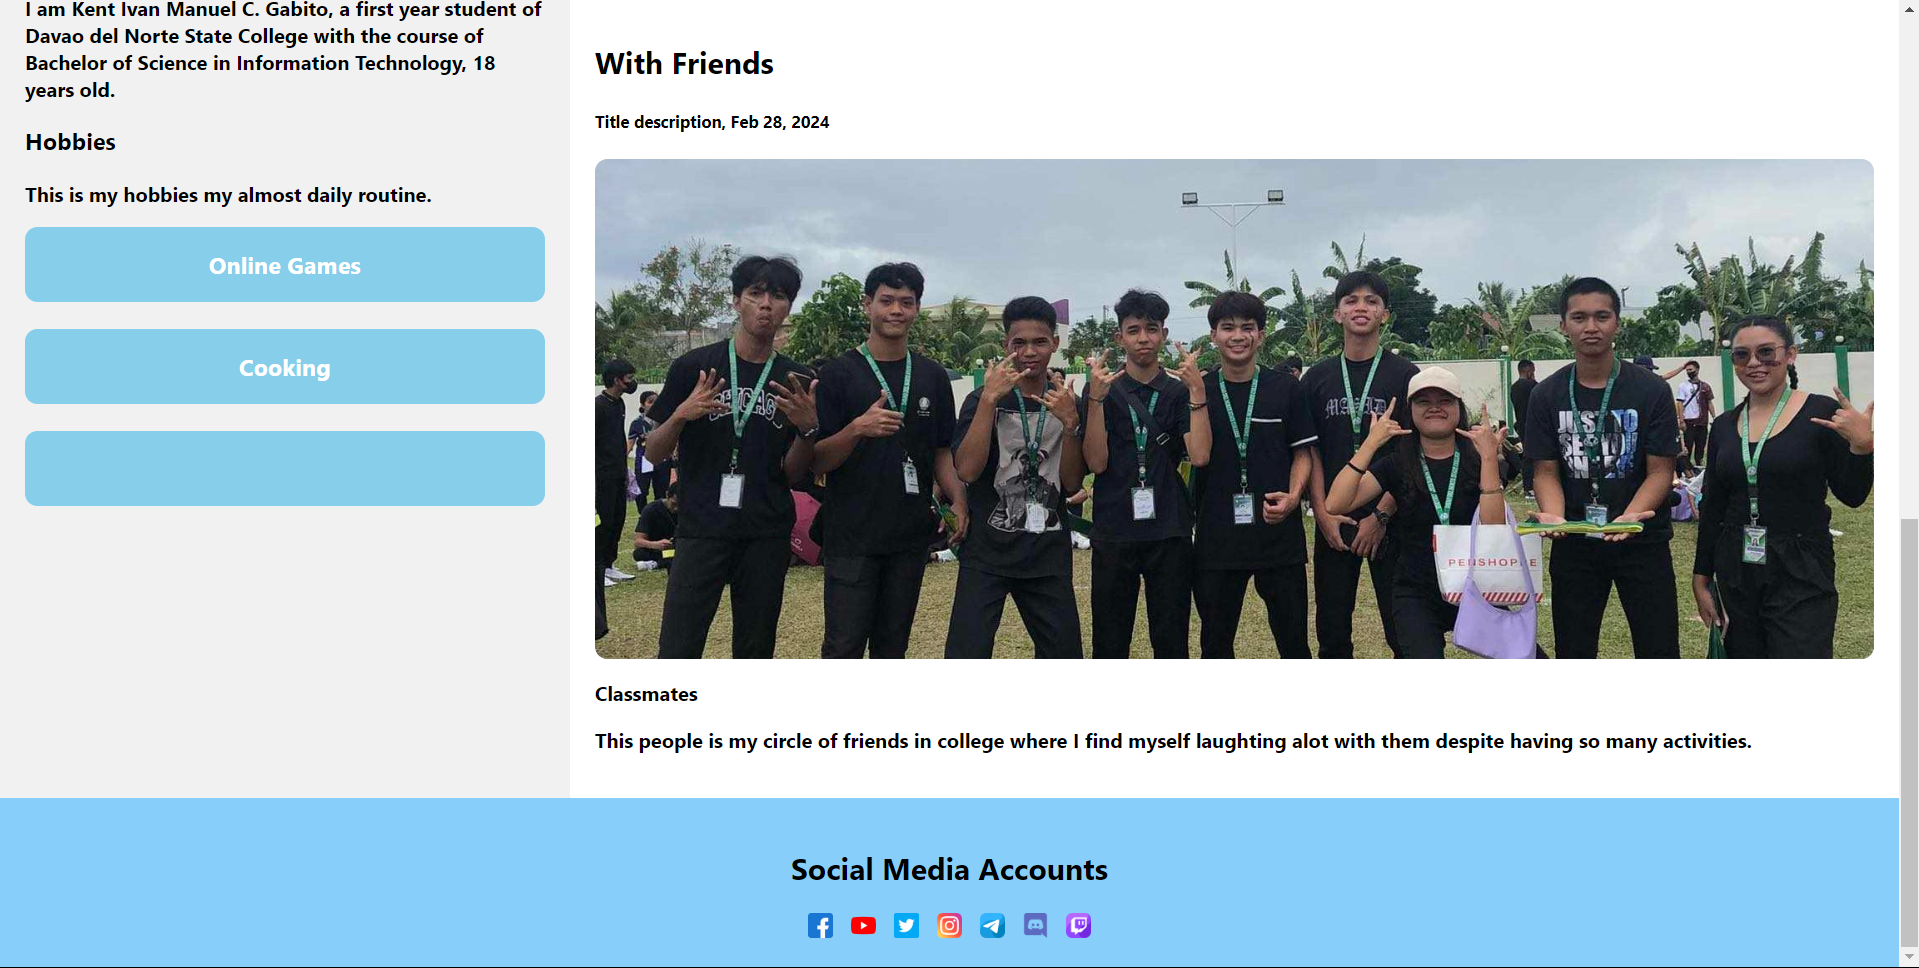 I am Kent Ivan Manuel C. Gabito, a first year student of
Davao del Norte State College with the course of
Bachelor of Science in Information Technology, 18
years old.
Hobbies
This is my hobbies my almost daily routine.
Online Games
Cooking
With Friends
Title description, Feb 28, 2024
JUST TO
PENSHOPPE
Classmates
This people is my circle of friends in college where I find myself laughting alot with them despite having so many activities.
Social Media Accounts